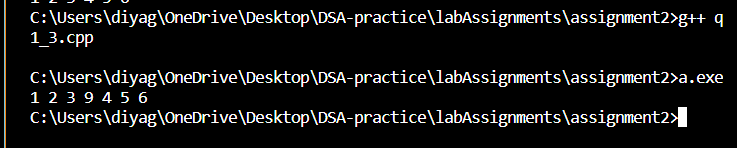 C:\Users\diyag\OneDrive\Desktop\DSA-practice\labAssignments\assignment2>g++ q
1_3.cpp
C:\Users\diyag\OneDrive\Desktop\DSA-practice\labAssignments\assignment2>a.exe
1 2 3 9 4 5 6
C:\Users\diyag\OneDrive\Desktop\DSA-practice\labAssignments\assignment2>